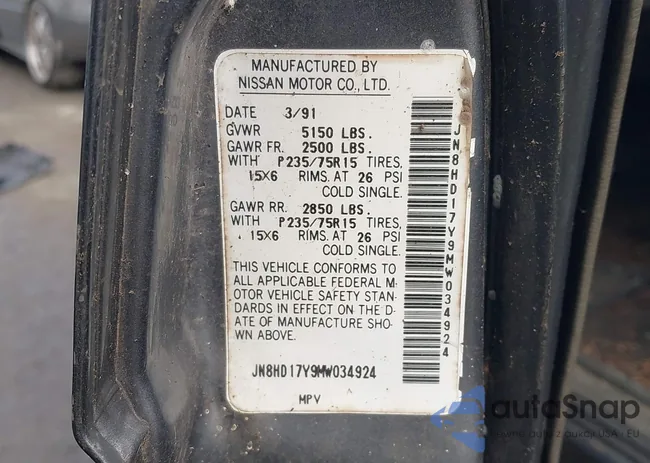 MANUFACTURED BY
NISSAN MOTOR CO., LTD.
DATE 3/91
GVWR 5150 LBS.
GAWR FR. 2500 LBS.
WITH P235/75R15 TIRES,
15X6 RIMS. AT 26 PSI
COLD SINGLE.
GAWR RR. 2850 LBS.
WITH P235/75R15 TIRES,
15X6 RIMS. AT 26 PSI
COLD SINGLE.
THIS VEHICLE CONFORMS TO
ALL APPLICABLE FEDERAL M-
OTOR VEHICLE SAFETY STAN-
DARDS IN EFFECT ON THE D-
ATE OF MANUFACTURE SHO-
WN ABOVE.
JN8HD17Y9MW034924
MPV
JN8HD17Y9MW034924
autoSnap